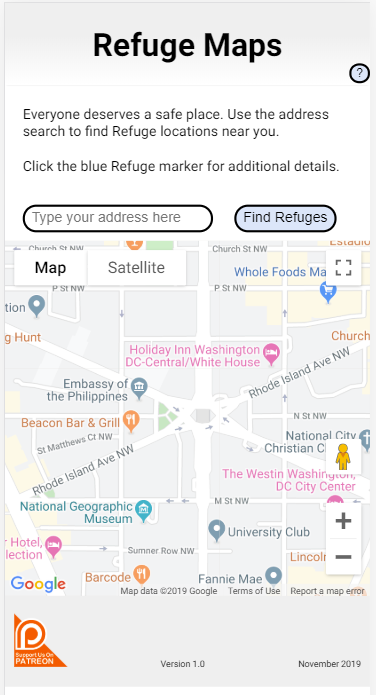 Refuge Maps
?
Everyone deserves a safe place. Use the address
search to find Refuge locations near you.
Click the blue Refuge marker for additional details.
Type your address here
Find Refuges
Church St NW
Church St NW
Estadio
Map
Satellite
Whole Foods Ma
P St NW
P St NW
tion
g Hunt
Church
Holiday Inn Washington
DC-Central/White House
Rhode Island Ave NW
Embassy of
the Philippines
Beacon Bar & Grill
N St NW
National City
Christian C
St Matthews Ct NW
Rhode Island Ave NW
The Westin Washington,
DC City Center
M St NW
National Geographic
Museum
University Club
r Hotel,
llection
Sumner Row NW
Lincol
Barcode
Fannie Mae
Google
Map data ©2019 Google
Terms of Use
Report a map error
Support Us On
PATREON
Version 1.0
November 2019